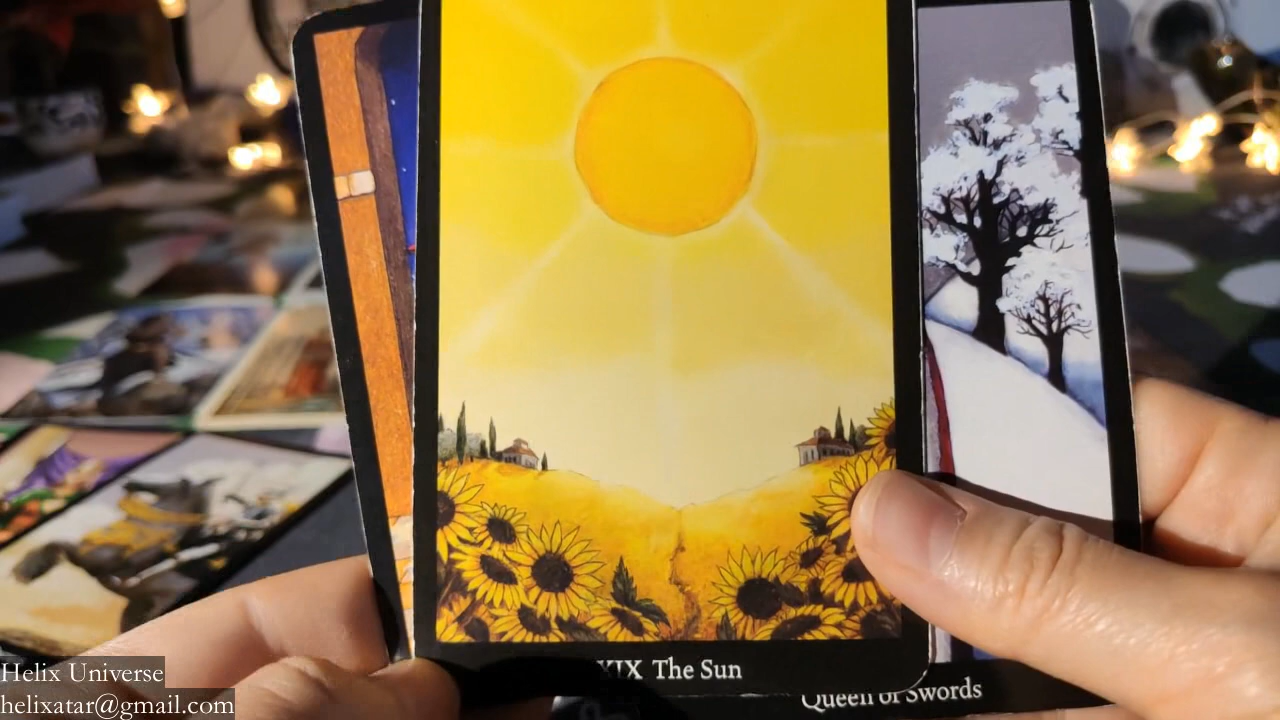 XIX The Sun
Queen of Swords
Helix Universe
helixatar@gmail.com